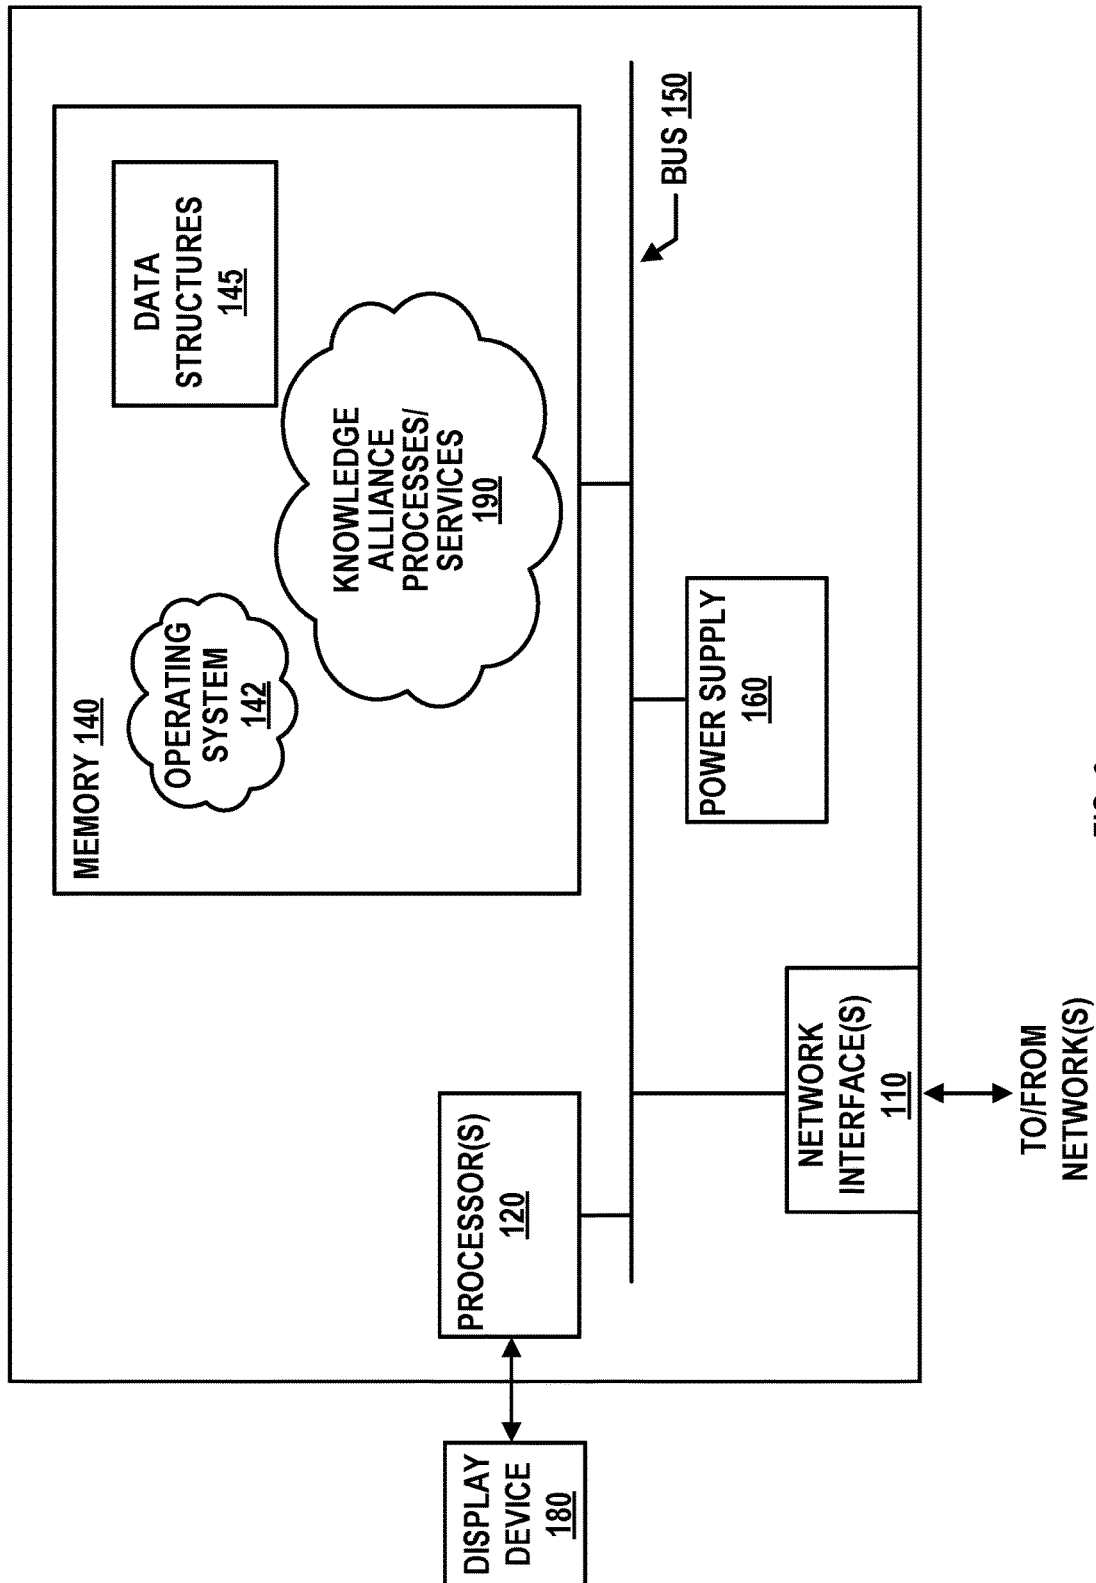 MEMORY 140
OPERATING
SYSTEM
142
DATA
STRUCTURES
145
KNOWLEDGE
ALLIANCE
PROCESSES/
SERVICES
190
DISPLAY
DEVICE
180
PROCESSOR(S)
120
BUS 150
NETWORK
INTERFACE(S)
110
POWER SUPPLY
160
TO/FROM
NETWORK(S)